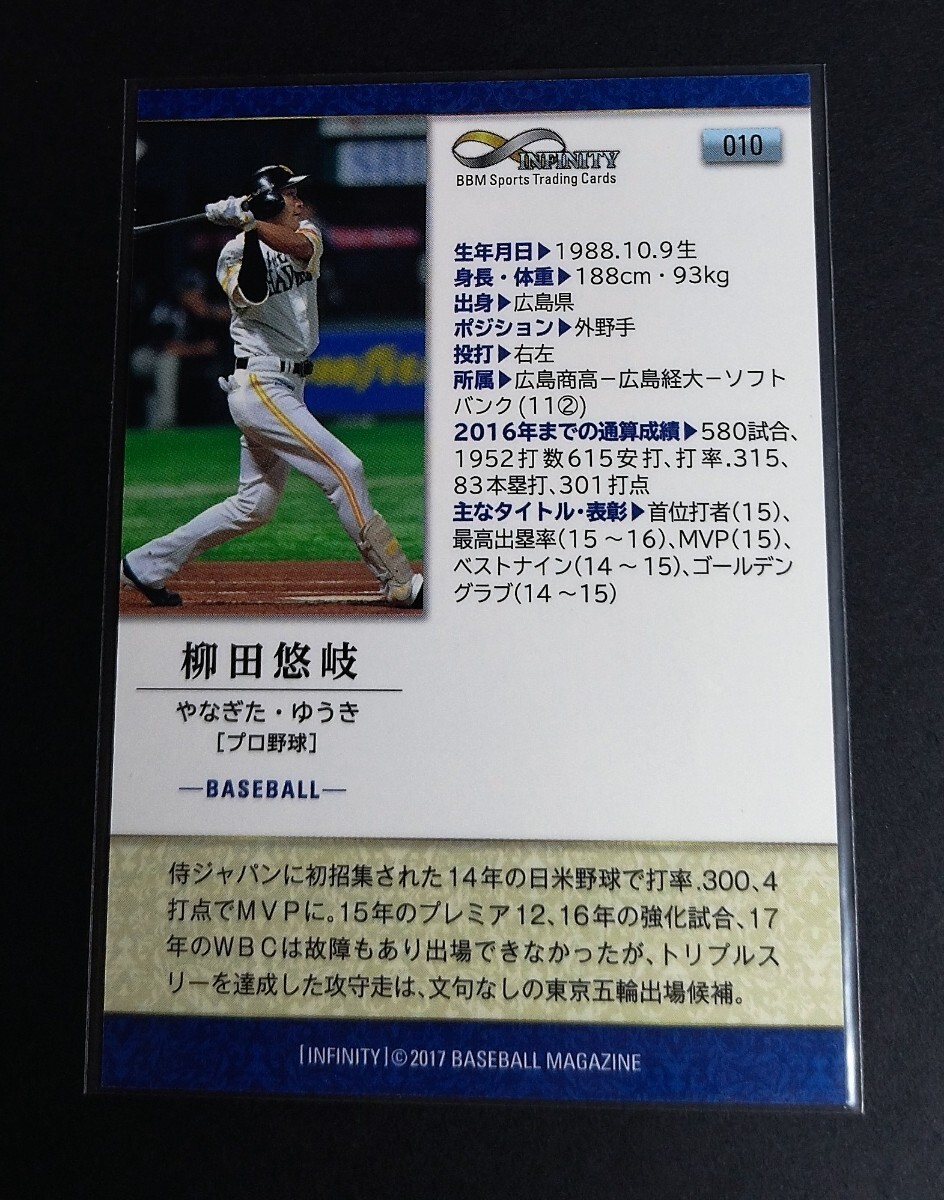 INFINITY
BBM Sports Trading Cards
010
生年月日▶1988.10.9生
身長・体重▶188cm・93kg
出身▶広島県
ポジション▶外野手
投打▶右左
所属▶広島商高－広島経大－ソフト
バンク(11②)
2016年までの通算成績▶580試合、
1952打数615安打、打率.315、
83本塁打、301打点
主なタイトル・表彰▶首位打者(15)、
最高出塁率(15～16)、MVP(15)、
ベストナイン(14～15)、ゴールデン
グラブ(14～15)
柳田悠岐
やなぎた・ゆうき
[プロ野球]
—BASEBALL—
侍ジャパンに初招集された14年の日米野球で打率.300、4
打点でMVPに。15年のプレミア12、16年の強化試合、17
年のWBCは故障もあり出場できなかったが、トリプルス
リーを達成した攻守走は、文句なしの東京五輪出場候補。
[INFINITY]©2017 BASEBALL MAGAZINE